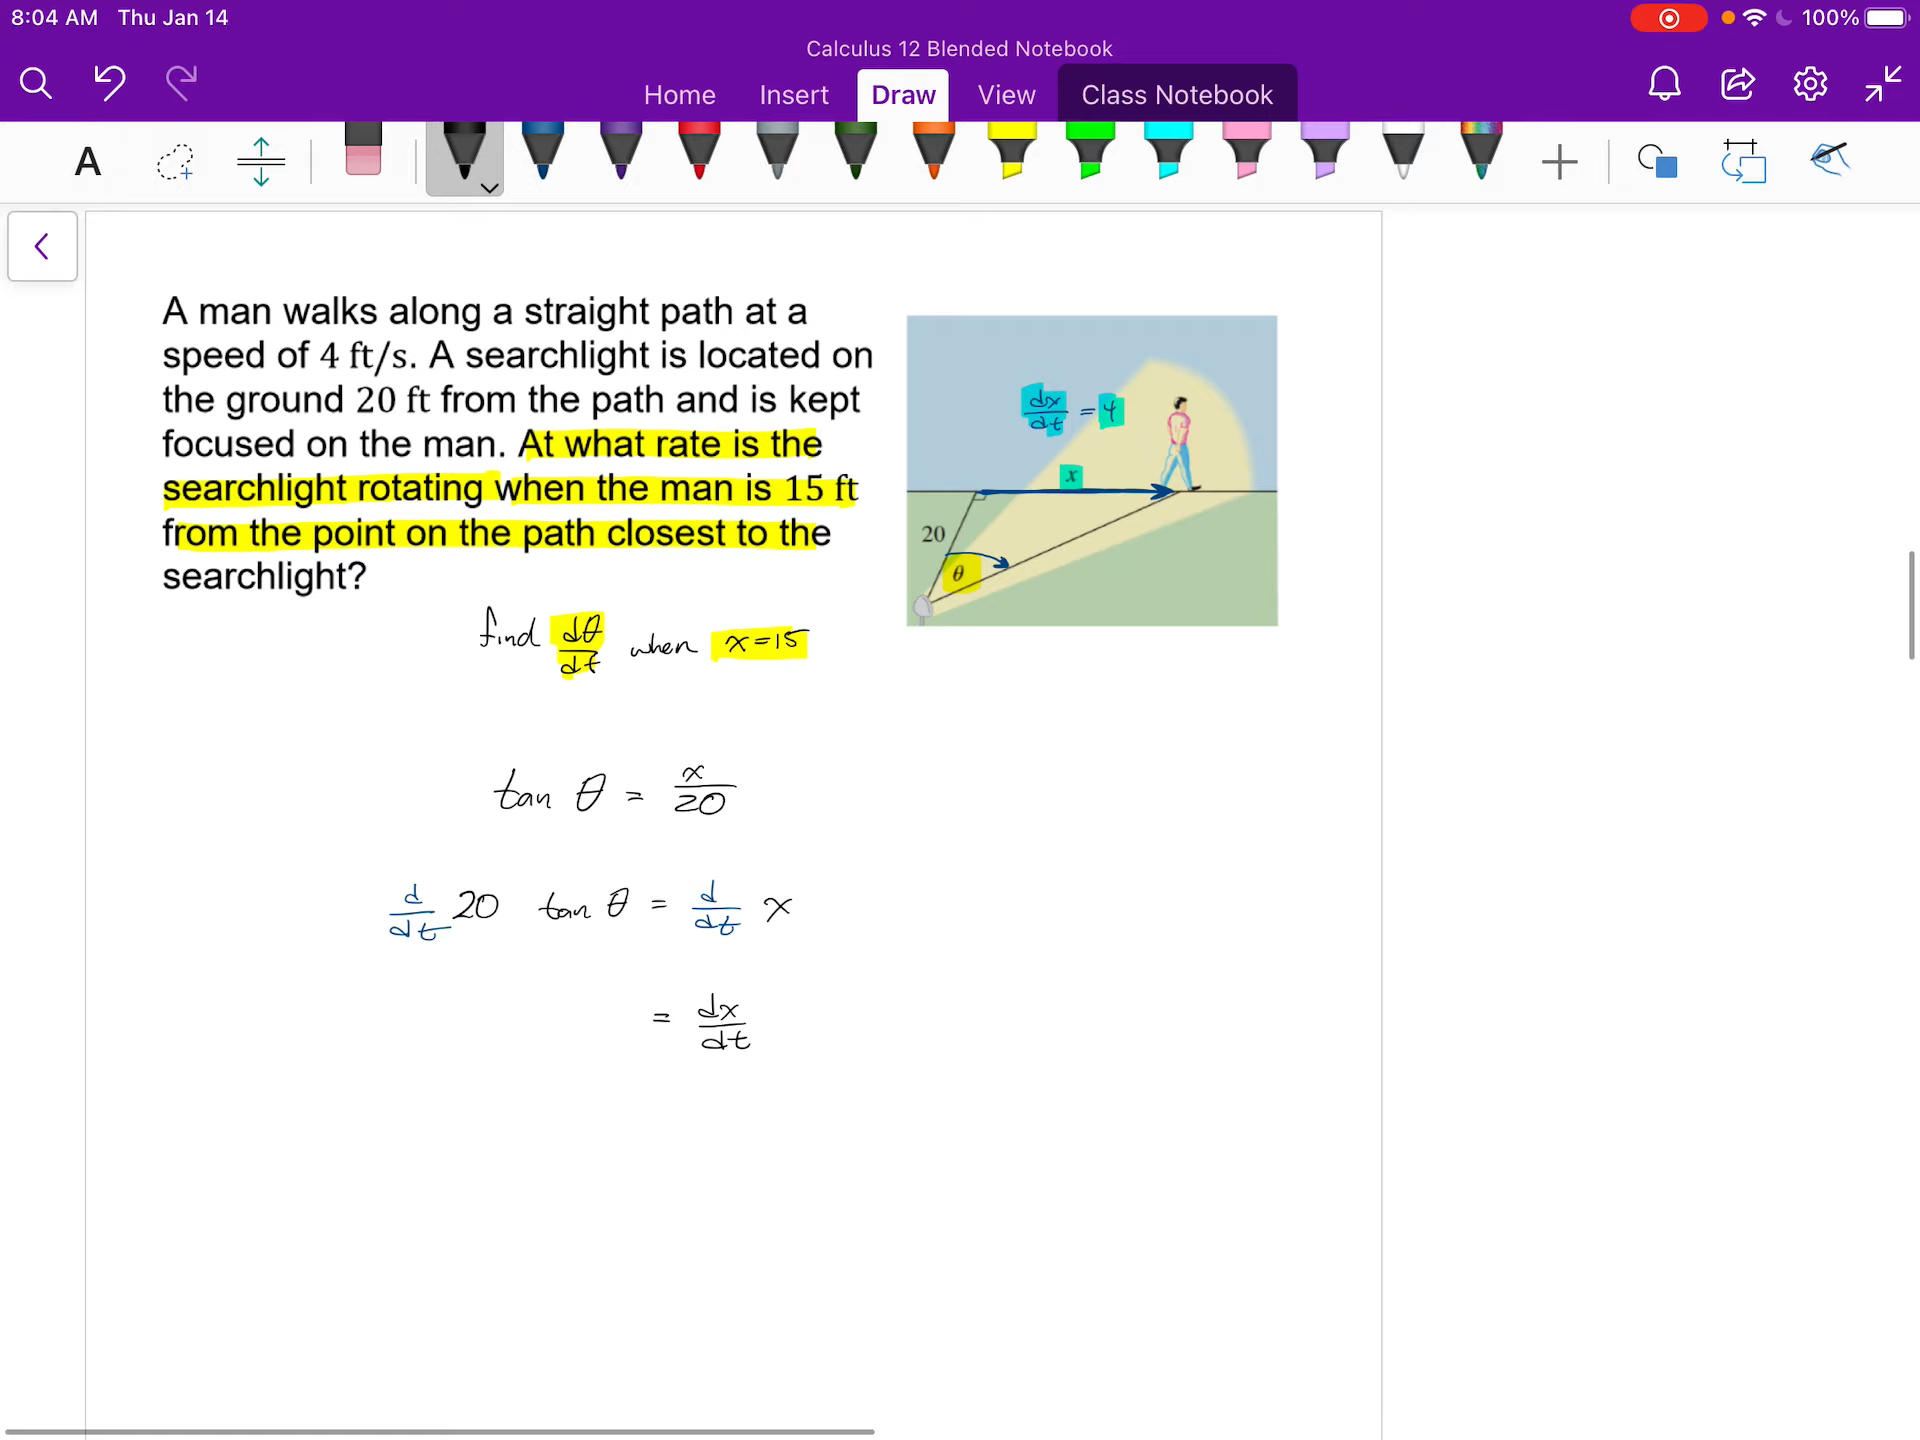 8:04 AM Thu Jan 14
100%
Calculus 12 Blended Notebook
Home Insert Draw View Class Notebook
A
A man walks along a straight path at a
speed of 4 ft/s. A searchlight is located on
the ground 20 ft from the path and is kept
focused on the man. At what rate is the
searchlight rotating when the man is 15 ft
from the point on the path closest to the
searchlight?
dx/dt = 4
x
20
θ
find dθ/dt when x=15
tan θ = x/20
d/dt 20 tan θ = d/dt x
= dx/dt